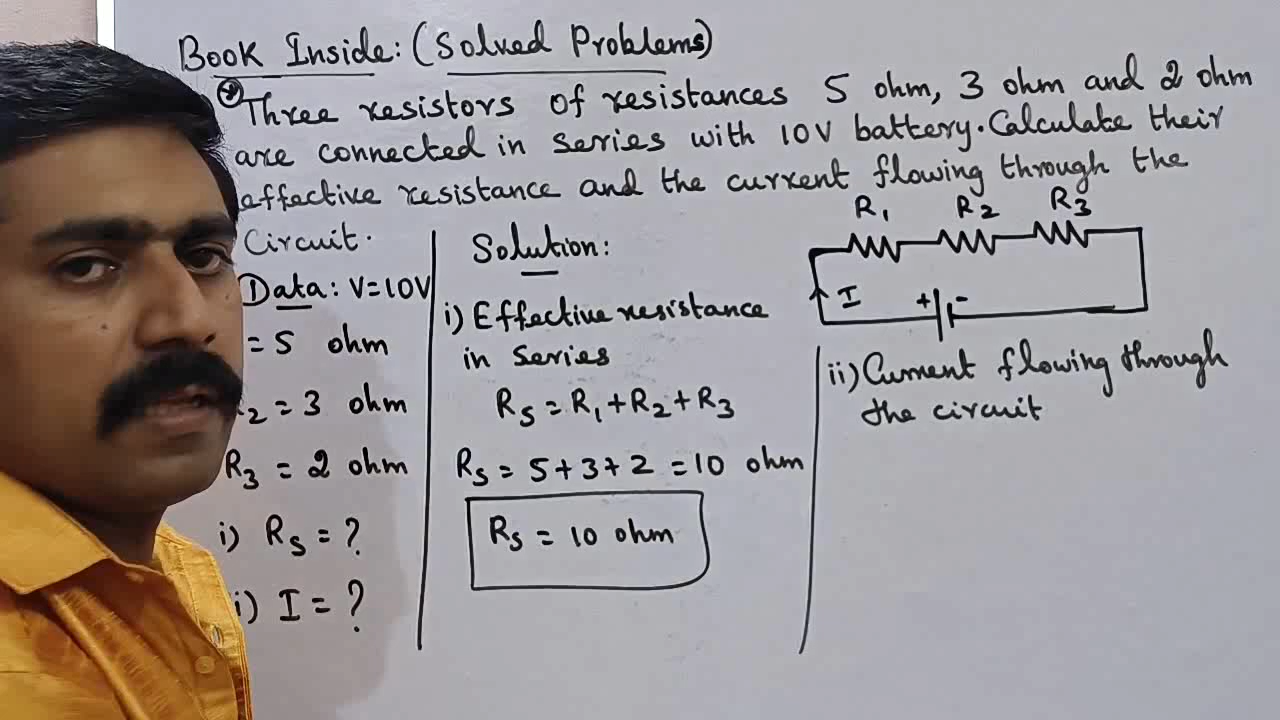 Book Inside: (Solved Problems)
Three resistors of resistances 5 ohm, 3 ohm and 2 ohm
are connected in series with 10V battery. Calculate their
effective resistance and the current flowing through the
Circuit.
Data: V=10V
= 5 ohm
2 = 3 ohm
R3 = 2 ohm
i) Rs = ?
i) I = ?
Solution:
i) Effective resistance
in series
Rs = R1+R2+R3
Rs = 5+3+2 = 10 ohm
Rs = 10 ohm
R1 R2 R3
I + -
ii) Current flowing through
the circuit